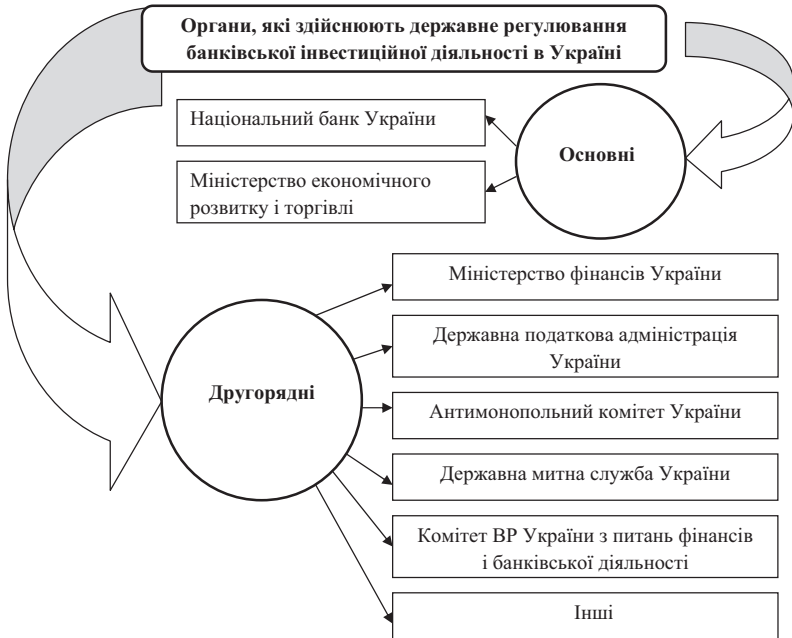 Органи, які здійснюють державне регулювання
банківської інвестиційної діяльності в Україні
Національний банк України
Основні
Міністерство економічного
розвитку і торгівлі
Міністерство фінансів України
Державна податкова адміністрація
України
Другорядні
Антимонопольний комітет України
Державна митна служба України
Комітет ВР України з питань фінансів
і банківської діяльності
Інші